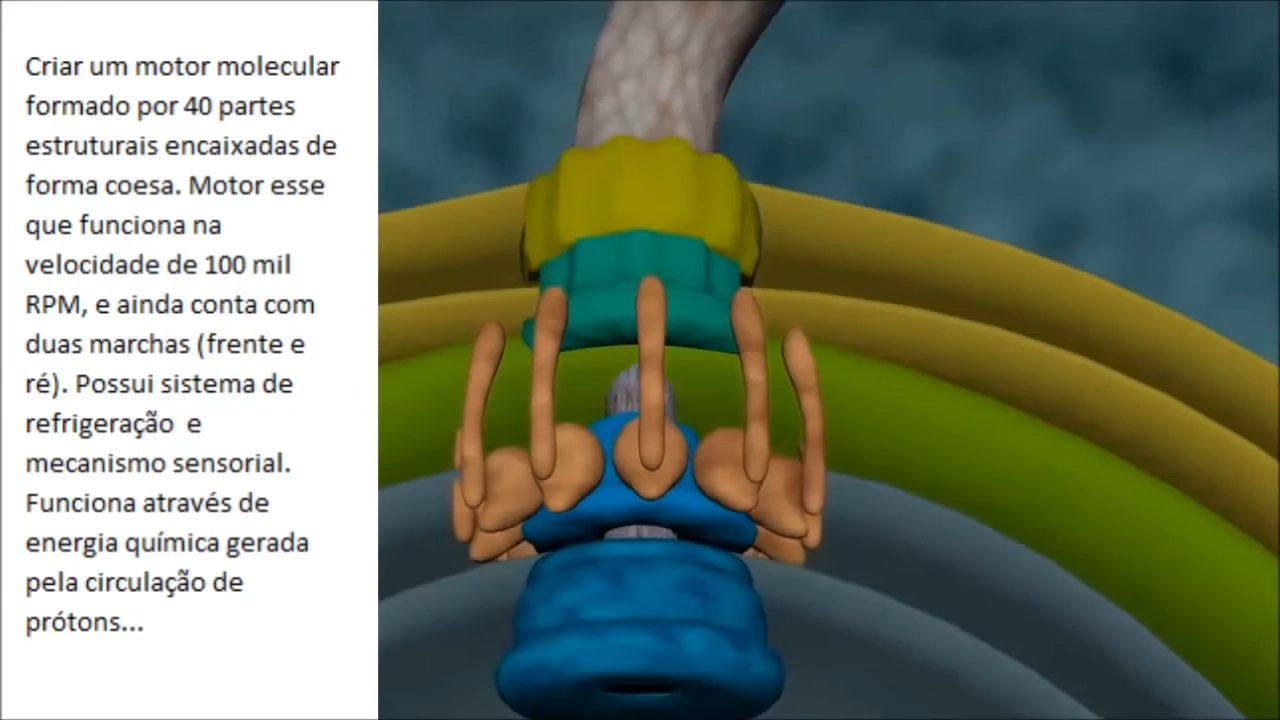 Criar um motor molecular
formado por 40 partes
estruturais encaixadas de
forma coesa. Motor esse
que funciona na
velocidade de 100 mil
RPM, e ainda conta com
duas marchas (frente e
ré). Possui sistema de
refrigeração  e
mecanismo sensorial.
Funciona através de
energia química gerada
pela circulação de
prótons...